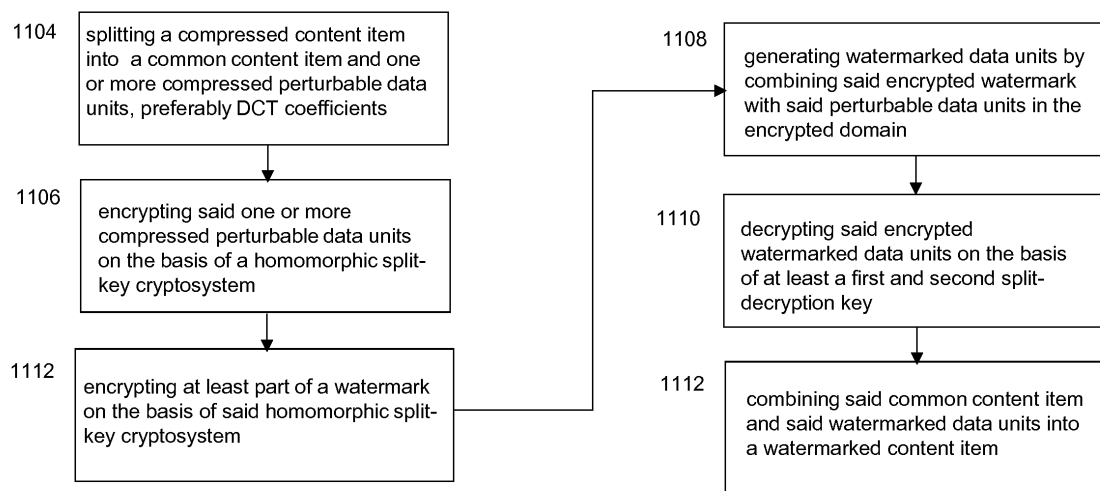 1104
splitting a compressed content item
into a common content item and one
or more compressed perturbable data
units, preferably DCT coefficients
1106
encrypting said one or more
compressed perturbable data units
on the basis of a homomorphic split-
key cryptosystem
1112
encrypting at least part of a watermark
on the basis of said homomorphic split-
key cryptosystem
1108
generating watermarked data units by
combining said encrypted watermark
with said perturbable data units in the
encrypted domain
1110
decrypting said encrypted
watermarked data units on the basis
of at least a first and second split-
decryption key
1112
combining said common content item
and said watermarked data units into
a watermarked content item